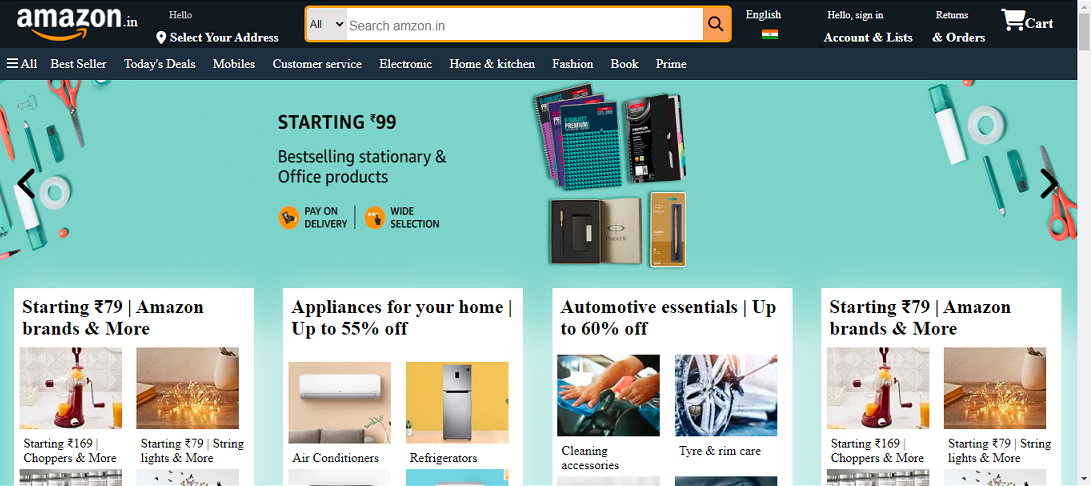 amazon.in
Hello
Select Your Address
All
Search amzon.in
English
Hello, sign in
Account & Lists
Returns
& Orders
Cart
All Best Seller Today's Deals Mobiles Customer service Electronic Home & kitchen Fashion Book Prime
STARTING ₹99
Bestselling stationary &
Office products
PAY ON
DELIVERY
WIDE
SELECTION
PREMIUM
PARKER
Starting ₹79 | Amazon
brands & More
Appliances for your home |
Up to 55% off
Automotive essentials | Up
to 60% off
Starting ₹79 | Amazon
brands & More
Starting ₹169 |
Choppers & More
Starting ₹79 | String
lights & More
Air Conditioners
Refrigerators
Cleaning
accessories
Tyre & rim care
Starting ₹169 |
Choppers & More
Starting ₹79 | String
lights & More